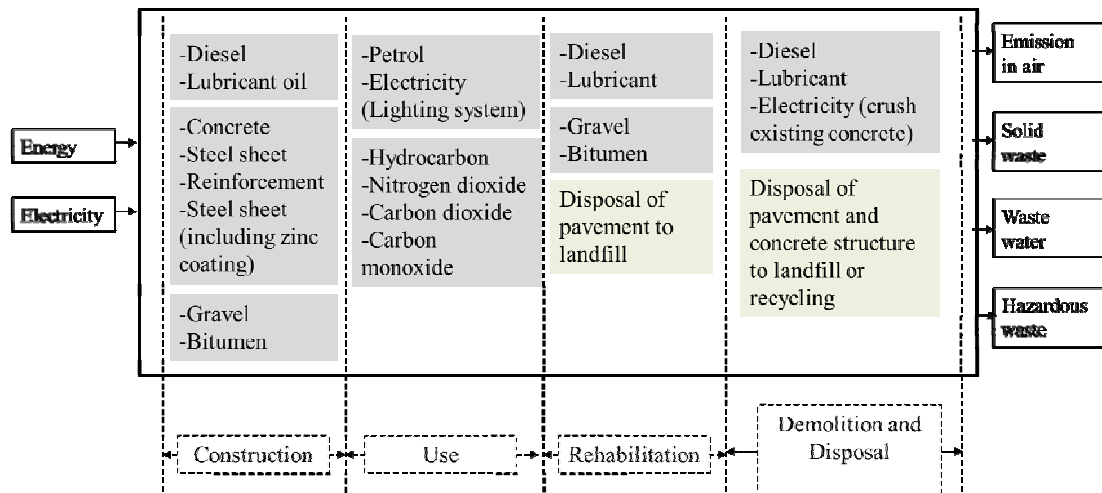 Energy
Electricity
-Diesel
-Lubricant oil
-Concrete
-Steel sheet
-Reinforcement
-Steel sheet
(including zinc
coating)
-Gravel
-Bitumen
-Petrol
-Electricity
(Lighting system)
-Hydrocarbon
-Nitrogen dioxide
-Carbon dioxide
-Carbon
monoxide
-Diesel
-Lubricant
-Gravel
-Bitumen
Disposal of
pavement to
landfill
-Diesel
-Lubricant
-Electricity (crush
existing concrete)
Disposal of
pavement and
concrete structure
to landfill or
recycling
Emission
in air
Solid
waste
Waste
water
Hazardous
waste
Construction
Use
Rehabilitation
Demolition and
Disposal